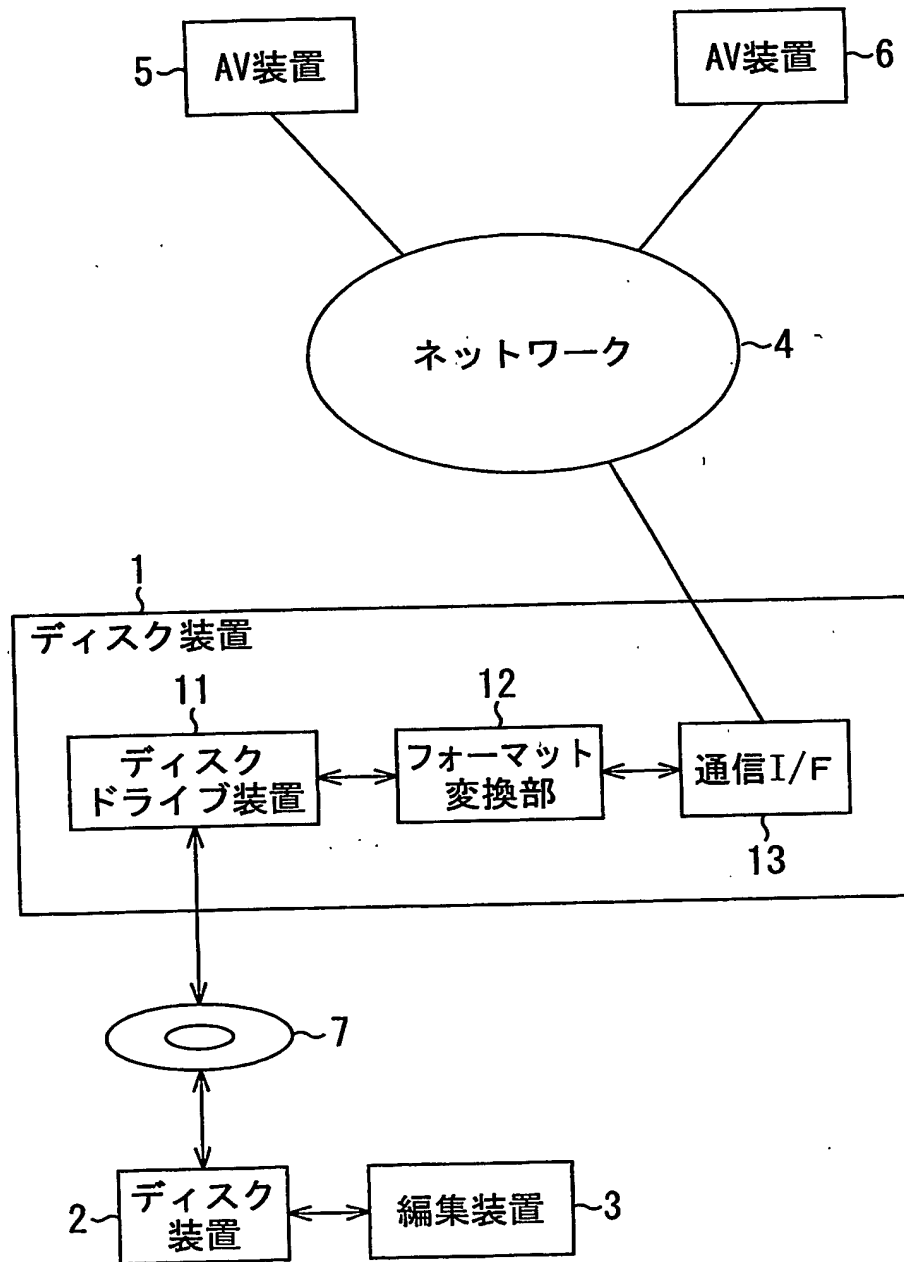 5 AV装置
AV装置 6
ネットワーク 4
1
ディスク装置
11
12
ディスク
ドライブ装置
フォーマット
変換部
通信I/F
13
7
2
ディスク
装置
編集装置 3